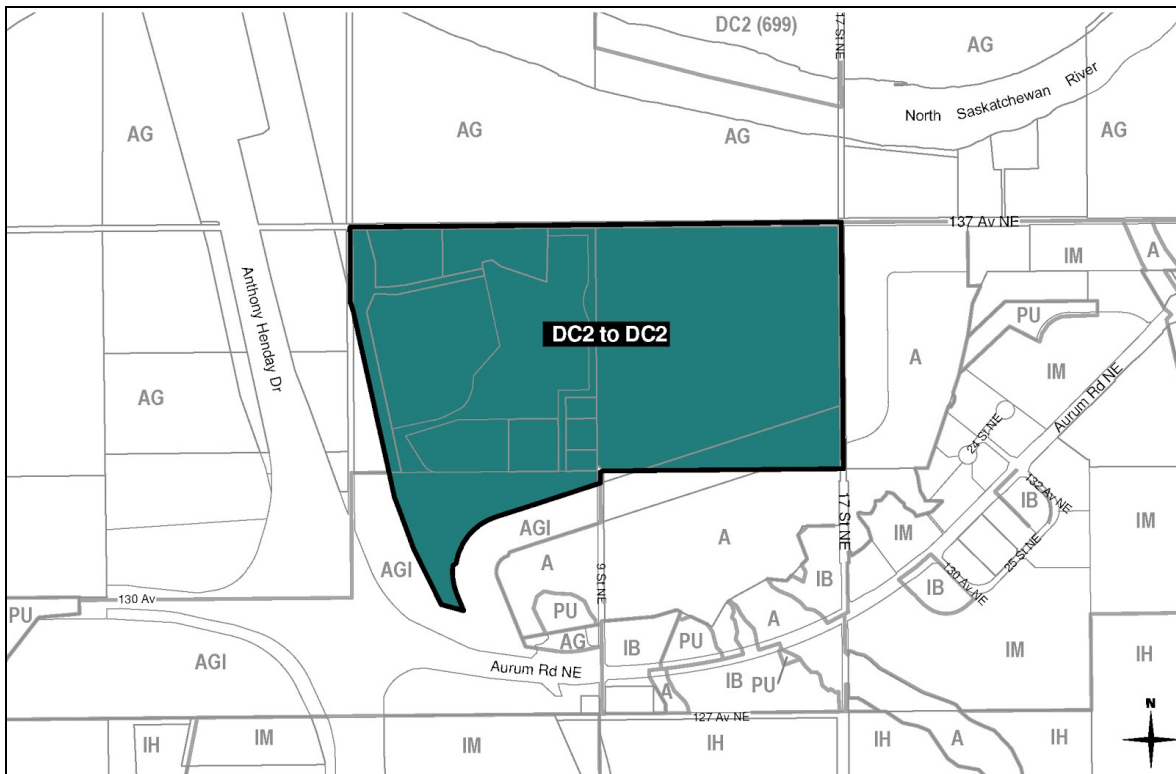 DC2 (699)
17 St NE
AG
North Saskatchewan River
AG
AG
AG
AG
137 Av NE
IM
A
Anthony Henday Dr
PU
DC2 to DC2
A
IM
Aurum Rd NE
AG
24 St NE
132 Av NE
IB
17 St NE
IM
IM
AGI
A
25 St NE
A
AGI
9 St NE
IB
130 Av NE
IB
130 Av
PU
PU
A
AG
IB
PU
IM
AGI
Aurum Rd NE
IH
A
IB
PU
N
127 Av NE
IH
IM
IM
IH
IH
A
IH